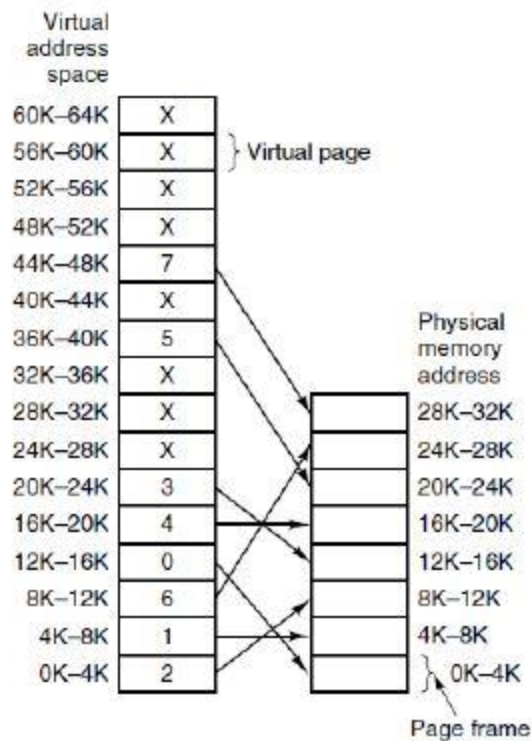 Virtual
address
space
60K–64K X
56K–60K X Virtual page
52K–56K X
48K–52K X
44K–48K 7
40K–44K X
36K–40K 5
32K–36K X
28K–32K X
24K–28K X
20K–24K 3
16K–20K 4
12K–16K 0
8K–12K 6
4K–8K 1
0K–4K 2
Physical
memory
address
28K–32K
24K–28K
20K–24K
16K–20K
12K–16K
8K–12K
4K–8K
0K–4K
Page frame